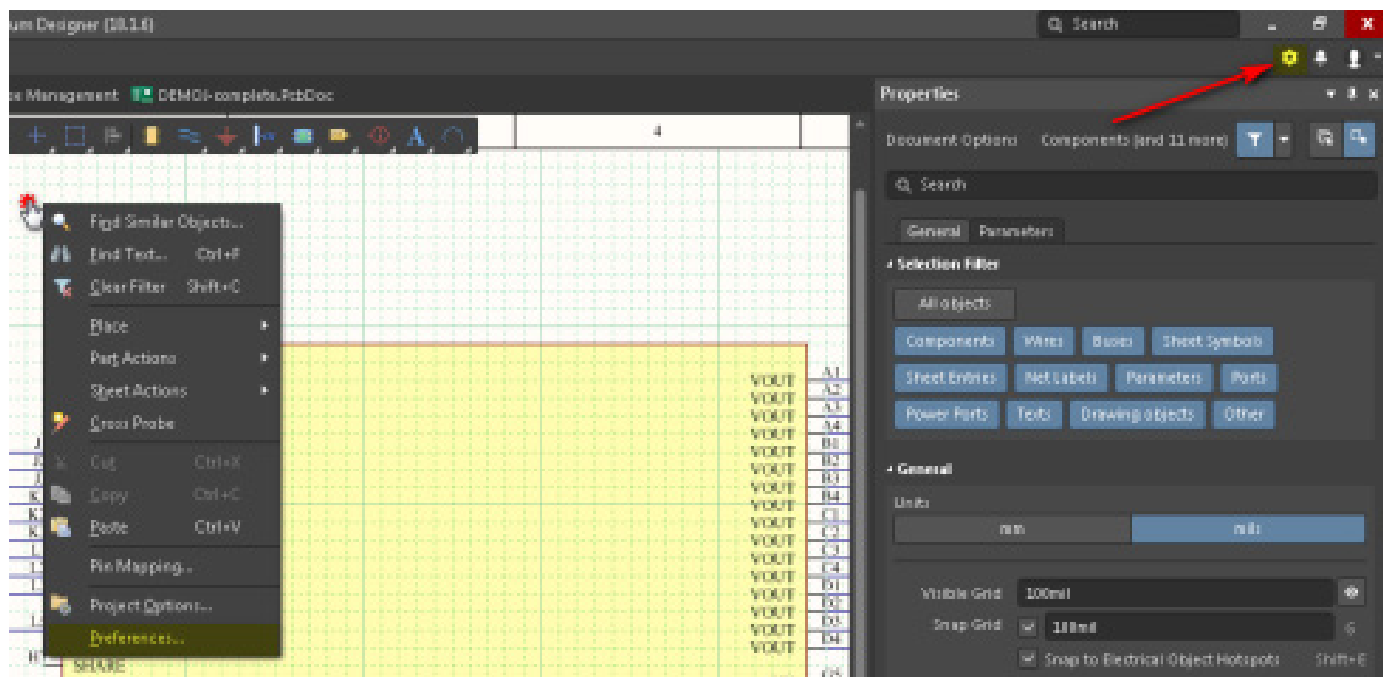 um Designer (18.1.6)
Search
Management DEMO1-complete.PcbDoc
Properties
4
Document Options Components (and 11 more)
Search
General Parameters
Selection Filter
All objects
Components Wires Buses Sheet Symbols
Sheet Entries Net Labels Parameters Ports
Power Ports Texts Drawing objects Other
General
Units
mm mils
Visible Grid 100mil
Snap Grid 100mil G
Snap to Electrical Object Hotspots Shift+E
Find Similar Objects...
Find Text... Ctrl+F
Clear Filter Shift+C
Place
Part Actions
Sheet Actions
Cross Probe
Cut Ctrl+X
Copy Ctrl+C
Paste Ctrl+V
Pin Mapping...
Project Options...
Preferences...
SHARE
VOUT A1
VOUT A2
VOUT A3
VOUT A4
VOUT B1
VOUT B2
VOUT B3
VOUT B4
VOUT C1
VOUT C2
VOUT C3
VOUT C4
VOUT D1
VOUT D2
VOUT D3
VOUT D4